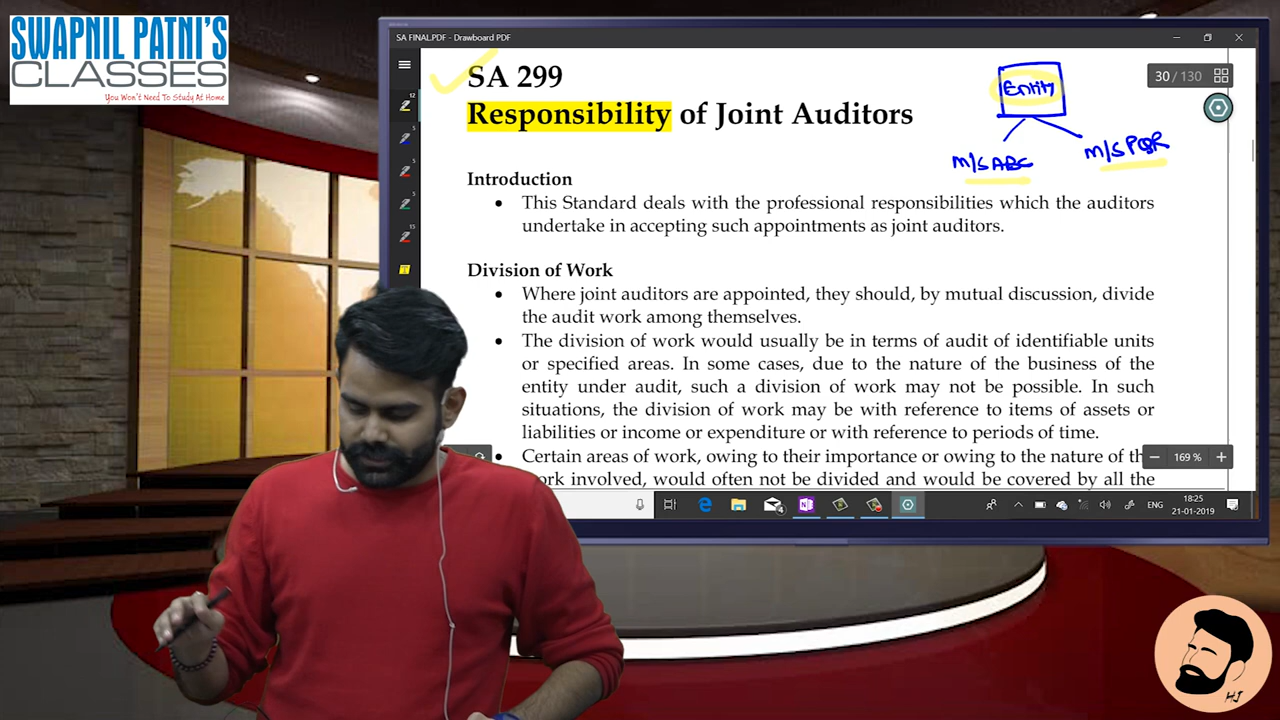 SWAPNIL PATNI'S
CLASSES
You Won't Need To Study At Home
SA FINAL.PDF - Drawboard PDF
SA 299
Responsibility of Joint Auditors
30 / 130
Entity
M/S ABC
M/S PQR
Introduction
• This Standard deals with the professional responsibilities which the auditors
undertake in accepting such appointments as joint auditors.
Division of Work
• Where joint auditors are appointed, they should, by mutual discussion, divide
the audit work among themselves.
• The division of work would usually be in terms of audit of identifiable units
or specified areas. In some cases, due to the nature of the business of the
entity under audit, such a division of work may not be possible. In such
situations, the division of work may be with reference to items of assets or
liabilities or income or expenditure or with reference to periods of time.
• Certain areas of work, owing to their importance or owing to the nature of th
ork involved, would often not be divided and would be covered by all the
169 %
12
5
5
5
15
4
ENG
18:25
21-01-2019
HJ